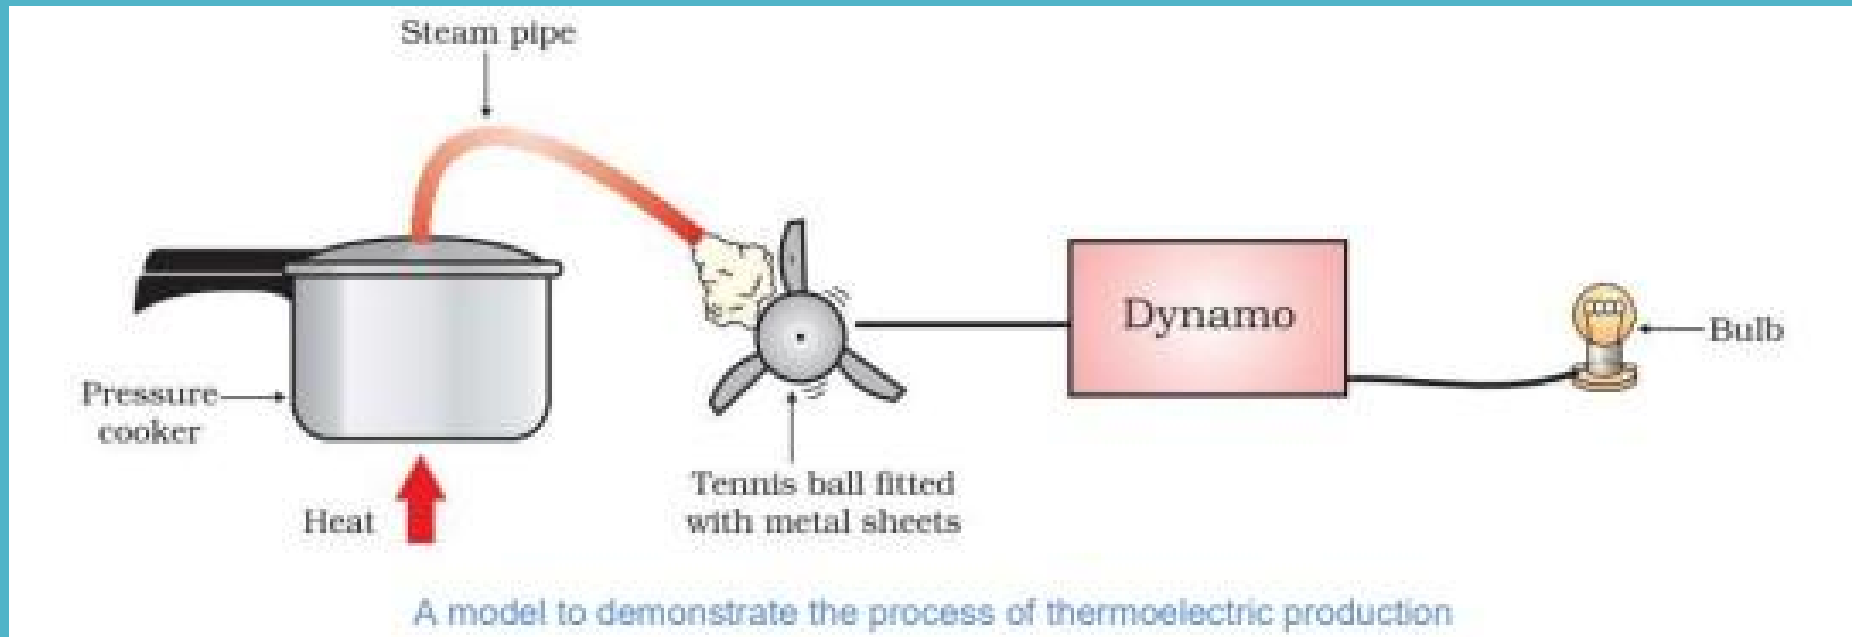 Steam pipe
Pressure
cooker
Heat
Tennis ball fitted
with metal sheets
Dynamo
Bulb
A model to demonstrate the process of thermoelectric production